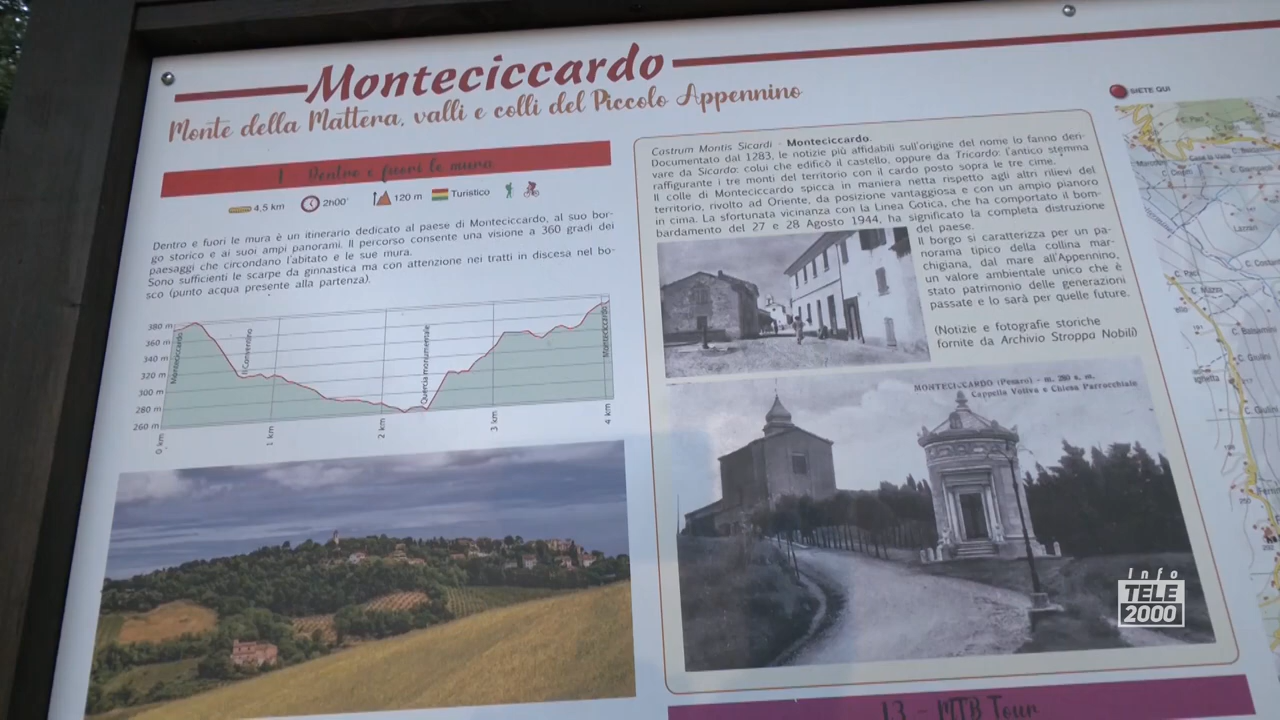 Monteciccardo
Monte della Mattera, valli e colli del Piccolo Appennino
1 Dentro e fuori le mura
4,5 km 2h00' 120 m Turistico
Dentro e fuori le mura è un itinerario dedicato al paese di Monteciccardo, al suo bor-
go storico e ai suoi ampi panorami. Il percorso consente una visione a 360 gradi dei
paesaggi che circondano l'abitato e le sue mura.
Sono sufficienti le scarpe da ginnastica ma con attenzione nei tratti in discesa nel bo-
sco (punto acqua presente alla partenza).
380 m
360 m
340 m
320 m
300 m
280 m
260 m
Monteciccardo
Il Conventino
Quercia monumentale
Monteciccardo
0 km
1 km
2 km
3 km
4 km
Castrum Montis Sicardi - Monteciccardo.
Documentato dal 1283, le notizie più affidabili sull'origine del nome lo fanno deri-
vare da Sicardo: colui che edificò il castello, oppure da Tricardo: l'antico stemma
raffigurante i tre monti del territorio con il cardo posto sopra le tre cime.
Il colle di Monteciccardo spicca in maniera netta rispetto agli altri rilievi del
territorio, rivolto ad Oriente, da posizione vantaggiosa e con un ampio pianoro
in cima. La sfortunata vicinanza con la Linea Gotica, che ha comportato il bom-
bardamento del 27 e 28 Agosto 1944, ha significato la completa distruzione
del paese.
Il borgo si caratterizza per un pa-
norama tipico della collina mar-
chigiana, dal mare all'Appennino,
un valore ambientale unico che è
stato patrimonio delle generazioni
passate e lo sarà per quelle future.
(Notizie e fotografie storiche
fornite da Archivio Stroppa Nobili)
MONTECICCARDO (Pesaro) - m. 280 s. m.
Cappella Votiva e Chiesa Parrocchiale
SIETE QUI
C. Paci
C. Mazza
C. Giulini
Info
TELE
2000
13 - MTB Tour